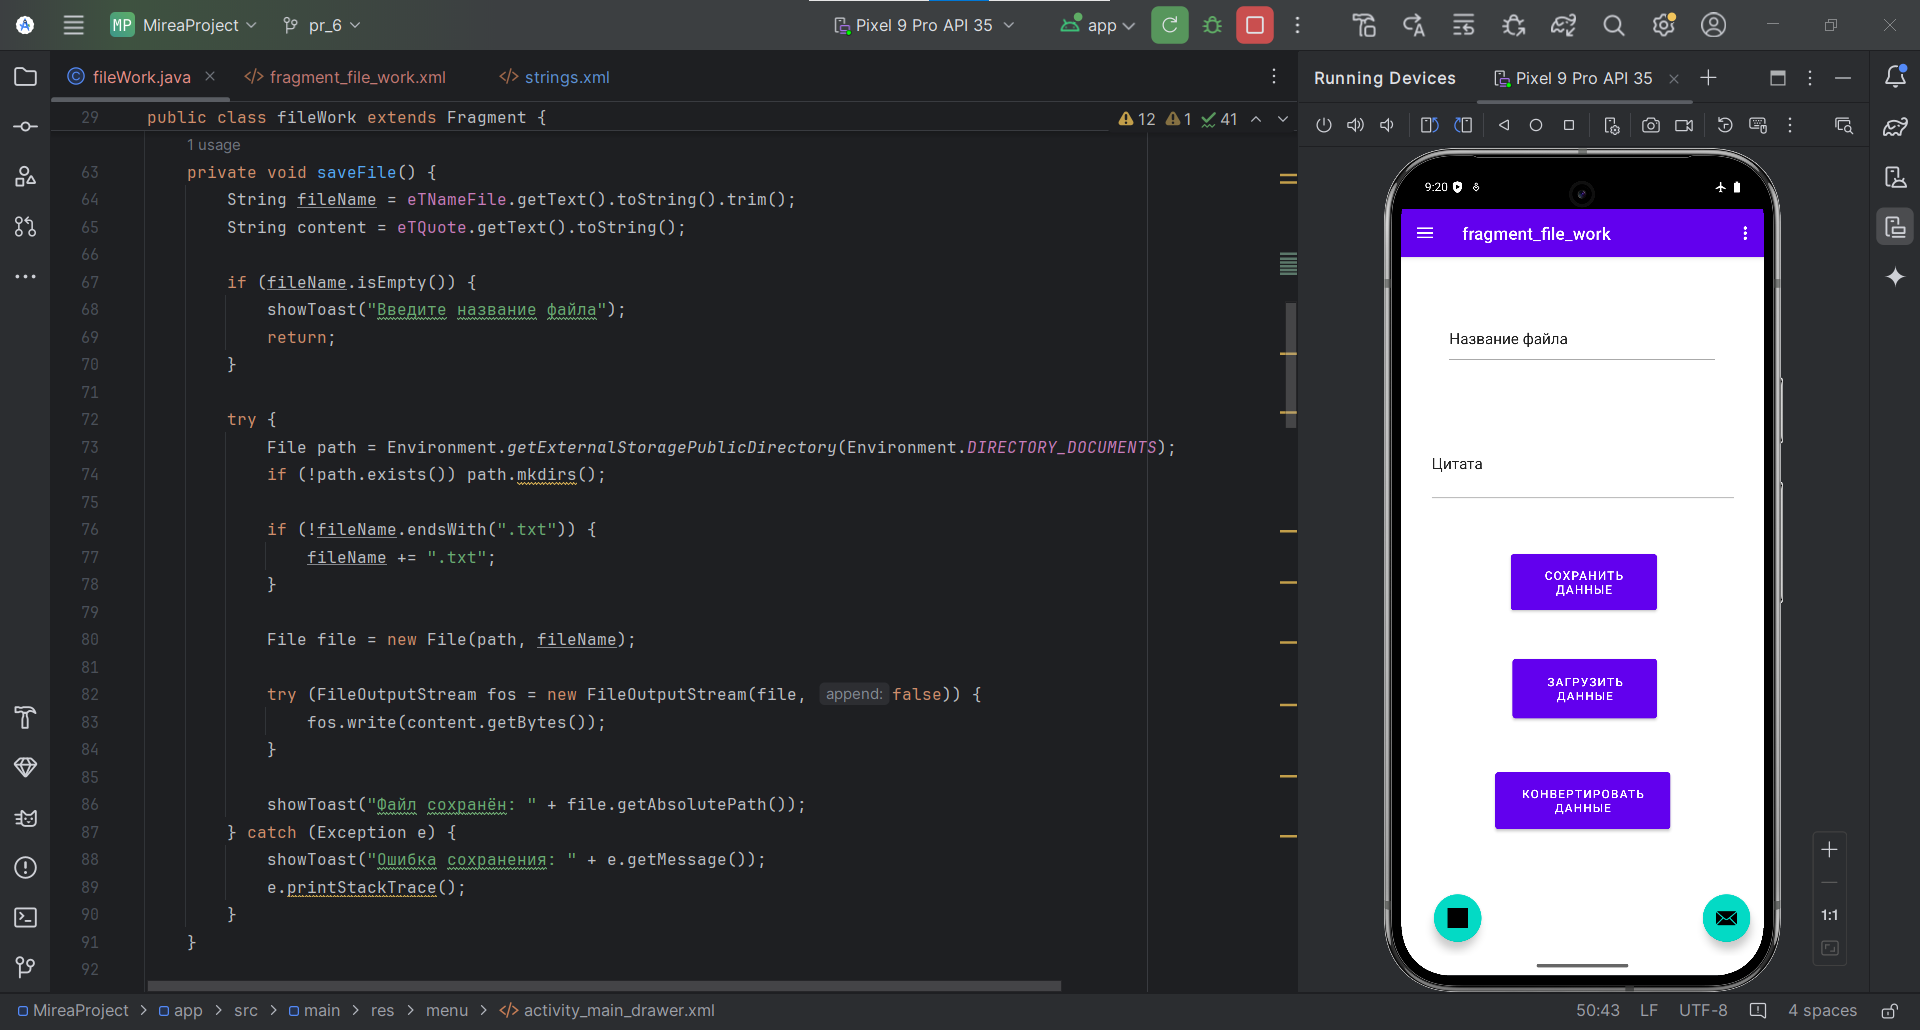 MP MireaProject pr_6 Pixel 9 Pro API 35 app
fileWork.java fragment_file_work.xml strings.xml
29 public class fileWork extends Fragment { 12 1 41
1 usage
63 private void saveFile() {
64 String fileName = eTNameFile.getText().toString().trim();
65 String content = eTQuote.getText().toString();
66
67 if (fileName.isEmpty()) {
68 showToast("Введите название файла");
69 return;
70 }
71
72 try {
73 File path = Environment.getExternalStoragePublicDirectory(Environment.DIRECTORY_DOCUMENTS);
74 if (!path.exists()) path.mkdirs();
75
76 if (!fileName.endsWith(".txt")) {
77 fileName += ".txt";
78 }
79
80 File file = new File(path, fileName);
81
82 try (FileOutputStream fos = new FileOutputStream(file, append: false)) {
83 fos.write(content.getBytes());
84 }
85
86 showToast("Файл сохранён: " + file.getAbsolutePath());
87 } catch (Exception e) {
88 showToast("Ошибка сохранения: " + e.getMessage());
89 e.printStackTrace();
90 }
91 }
92
Running Devices Pixel 9 Pro API 35
9:20
fragment_file_work
Название файла
Цитата
СОХРАНИТЬ
ДАННЫЕ
ЗАГРУЗИТЬ
ДАННЫЕ
КОНВЕРТИРОВАТЬ
ДАННЫЕ
1:1
MireaProject app src main res menu activity_main_drawer.xml 50:43 LF UTF-8 4 spaces